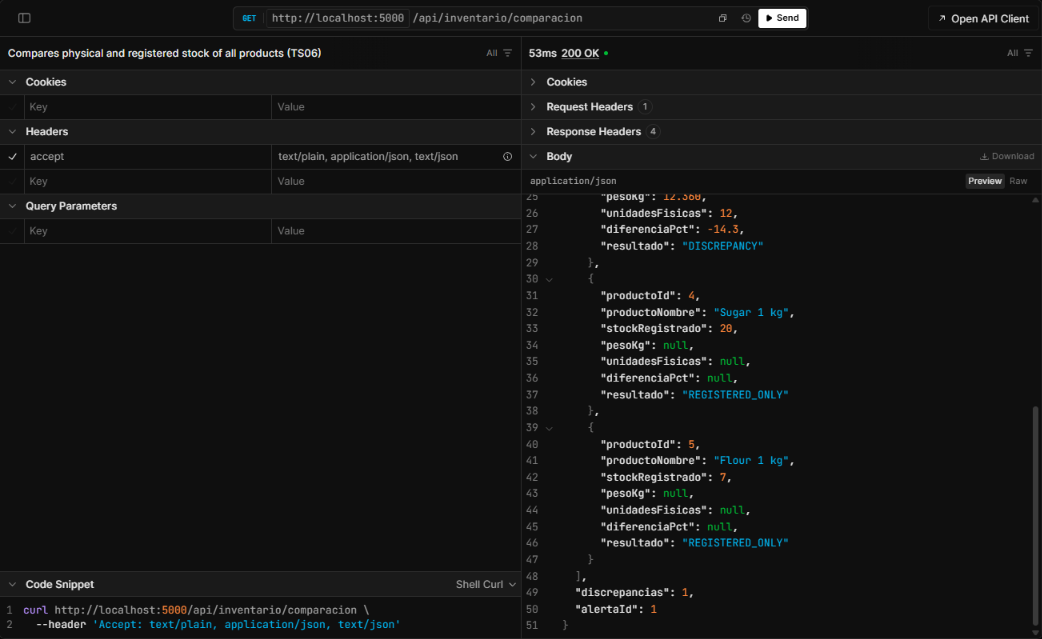 GET http://localhost:5000 /api/inventario/comparacion Send Open API Client
Compares physical and registered stock of all products (TS06) All
Cookies
Key Value
Headers
accept text/plain, application/json, text/json
Key Value
Query Parameters
Key Value
Code Snippet Shell Curl
1 curl http://localhost:5000/api/inventario/comparacion \
2 --header 'Accept: text/plain, application/json, text/json'
53ms 200 OK All
Cookies
Request Headers 1
Response Headers 4
Body Download
application/json Preview Raw
25 "pesoKg": 12.360,
26 "unidadesFisicas": 12,
27 "diferenciaPct": -14.3,
28 "resultado": "DISCREPANCY"
29 },
30 {
31 "productoId": 4,
32 "productoNombre": "Sugar 1 kg",
33 "stockRegistrado": 20,
34 "pesoKg": null,
35 "unidadesFisicas": null,
36 "diferenciaPct": null,
37 "resultado": "REGISTERED_ONLY"
38 },
39 {
40 "productoId": 5,
41 "productoNombre": "Flour 1 kg",
42 "stockRegistrado": 7,
43 "pesoKg": null,
44 "unidadesFisicas": null,
45 "diferenciaPct": null,
46 "resultado": "REGISTERED_ONLY"
47 }
48 ],
49 "discrepancias": 1,
50 "alertaId": 1
51 }